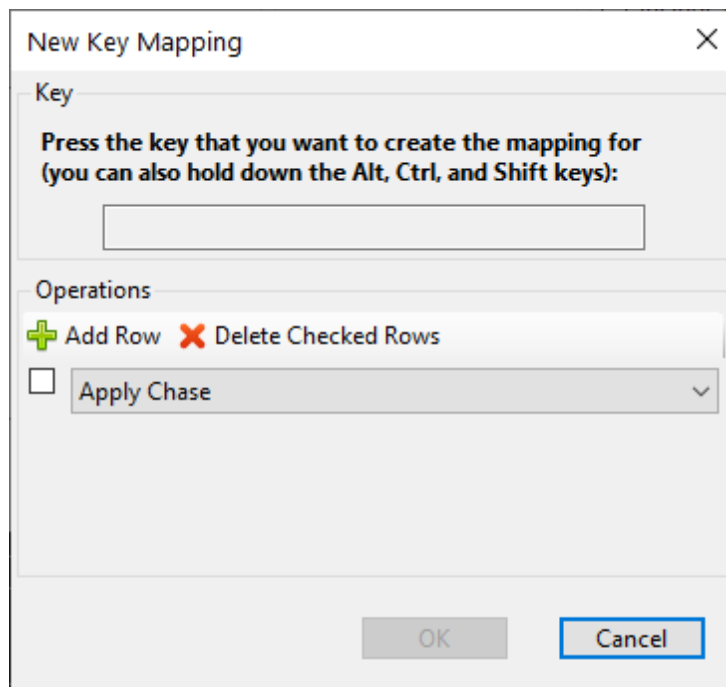 New Key Mapping
Key
Press the key that you want to create the mapping for
(you can also hold down the Alt, Ctrl, and Shift keys):
Operations
Add Row Delete Checked Rows
Apply Chase
OK Cancel